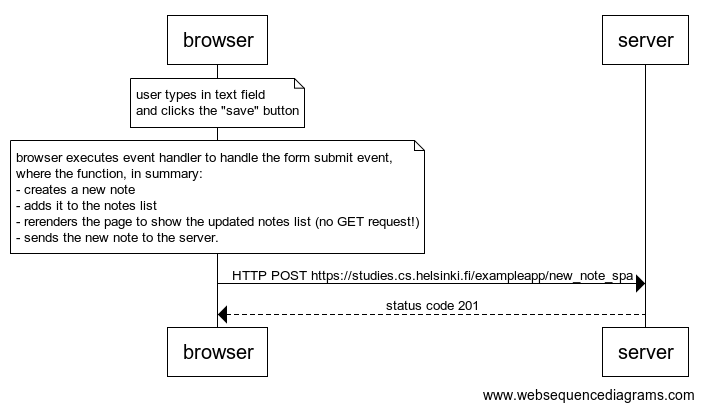 browser
server
user types in text field
and clicks the "save" button
browser executes event handler to handle the form submit event,
where the function, in summary:
- creates a new note
- adds it to the notes list
- rerenders the page to show the updated notes list (no GET request!)
- sends the new note to the server.
HTTP POST https://studies.cs.helsinki.fi/exampleapp/new_note_spa
status code 201
browser
server
www.websequencediagrams.com